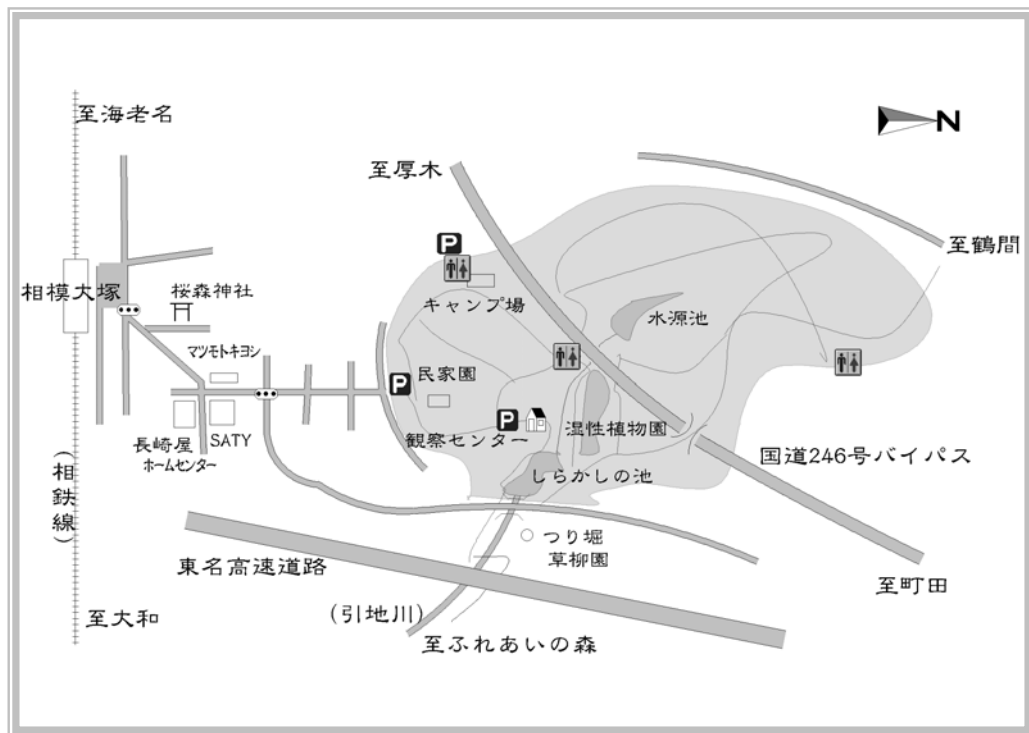 至海老名
N
至厚木
至鶴間
P
相模大塚
桜森神社
キャンプ場
水源池
マツモトキヨシ
民家園
P
P
湿性植物園
観察センター
長崎屋
ホームセンター
SATY
国道246号バイパス
しらかしの池
(相鉄線)
つり堀
草柳園
東名高速道路
至町田
(引地川)
至大和
至ふれあいの森